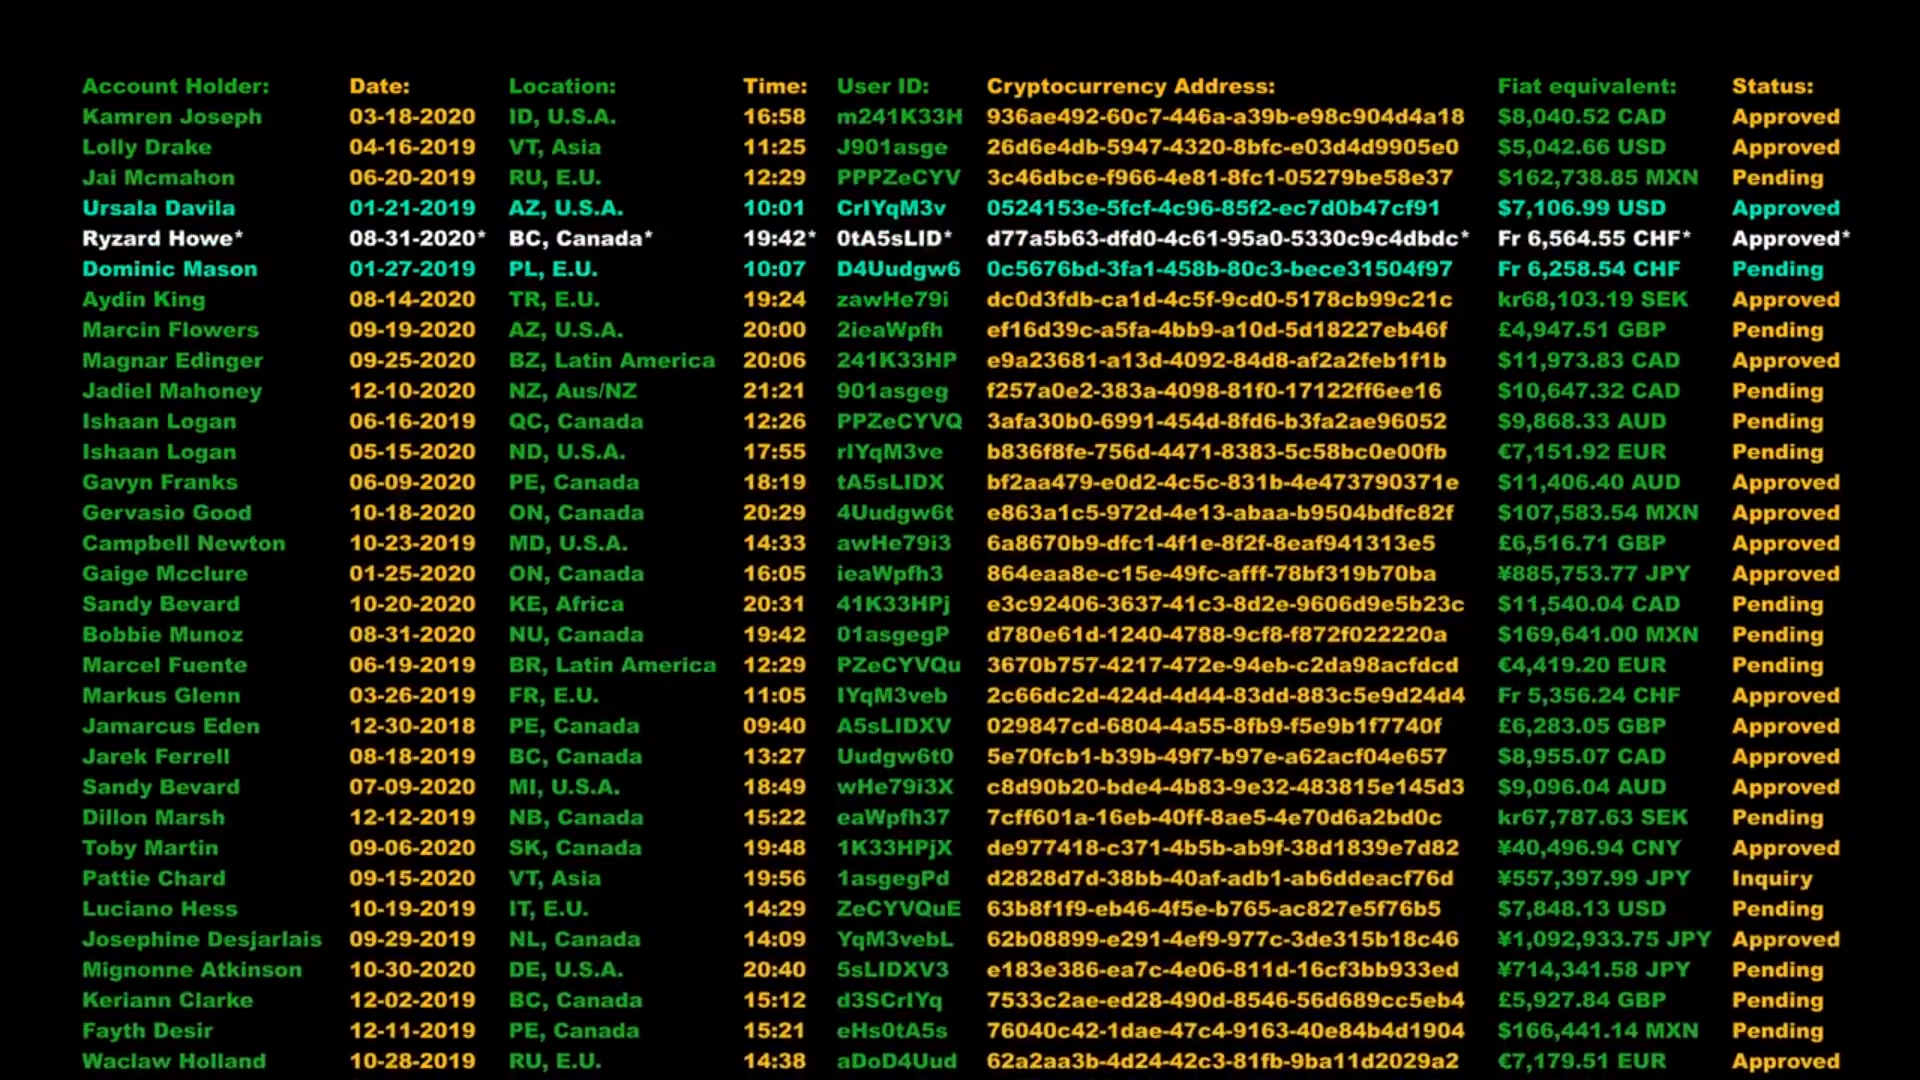 Account Holder: Date: Location: Time: User ID: Cryptocurrency Address: Fiat equivalent: Status:
Kamren Joseph 03-18-2020 ID, U.S.A. 16:58 m241K33H 936ae492-60c7-446a-a39b-e98c904d4a18 $8,040.52 CAD Approved
Lolly Drake 04-16-2019 VT, Asia 11:25 J901asge 26d6e4db-5947-4320-8bfc-e03d4d9905e0 $5,042.66 USD Approved
Jai Mcmahon 06-20-2019 RU, E.U. 12:29 PPPZeCYV 3c46dbce-f966-4e81-8fc1-05279be58e37 $162,738.85 MXN Pending
Ursala Davila 01-21-2019 AZ, U.S.A. 10:01 CrIYqM3v 0524153e-5fcf-4c96-85f2-ec7d0b47cf91 $7,106.99 USD Approved
Ryzard Howe* 08-31-2020* BC, Canada* 19:42* 0tA5sLID* d77a5b63-dfd0-4c61-95a0-5330c9c4dbdc* Fr 6,564.55 CHF* Approved*
Dominic Mason 01-27-2019 PL, E.U. 10:07 D4Uudgw6 0c5676bd-3fa1-458b-80c3-bece31504f97 Fr 6,258.54 CHF Pending
Aydin King 08-14-2020 TR, E.U. 19:24 zawHe79i dc0d3fdb-ca1d-4c5f-9cd0-5178cb99c21c kr68,103.19 SEK Approved
Marcin Flowers 09-19-2020 AZ, U.S.A. 20:00 2ieaWpfh ef16d39c-a5fa-4bb9-a10d-5d18227eb46f £4,947.51 GBP Pending
Magnar Edinger 09-25-2020 BZ, Latin America 20:06 241K33HP e9a23681-a13d-4092-84d8-af2a2feb1f1b $11,973.83 CAD Approved
Jadiel Mahoney 12-10-2020 NZ, Aus/NZ 21:21 901asgeg f257a0e2-383a-4098-81f0-17122ff6ee16 $10,647.32 CAD Pending
Ishaan Logan 06-16-2019 QC, Canada 12:26 PPZeCYVQ 3afa30b0-6991-454d-8fd6-b3fa2ae96052 $9,868.33 AUD Pending
Ishaan Logan 05-15-2020 ND, U.S.A. 17:55 rIYqM3ve b836f8fe-756d-4471-8383-5c58bc0e00fb €7,151.92 EUR Pending
Gavyn Franks 06-09-2020 PE, Canada 18:19 tA5sLIDX bf2aa479-e0d2-4c5c-831b-4e473790371e $11,406.40 AUD Approved
Gervasio Good 10-18-2020 ON, Canada 20:29 4Uudgw6t e863a1c5-972d-4e13-abaa-b9504bdfc82f $107,583.54 MXN Approved
Campbell Newton 10-23-2019 MD, U.S.A. 14:33 awHe79i3 6a8670b9-dfc1-4f1e-8f2f-8eaf941313e5 £6,516.71 GBP Approved
Gaige Mcclure 01-25-2020 ON, Canada 16:05 ieaWpfh3 864eaa8e-c15e-49fc-afff-78bf319b70ba ¥885,753.77 JPY Approved
Sandy Bevard 10-20-2020 KE, Africa 20:31 41K33HPj e3c92406-3637-41c3-8d2e-9606d9e5b23c $11,540.04 CAD Pending
Bobbie Munoz 08-31-2020 NU, Canada 19:42 01asgegP d780e61d-1240-4788-9cf8-f872f022220a $169,641.00 MXN Pending
Marcel Fuente 06-19-2019 BR, Latin America 12:29 PZeCYVQu 3670b757-4217-472e-94eb-c2da98acfdcd €4,419.20 EUR Pending
Markus Glenn 03-26-2019 FR, E.U. 11:05 IYqM3veb 2c66dc2d-424d-4d44-83dd-883c5e9d24d4 Fr 5,356.24 CHF Approved
Jamarcus Eden 12-30-2018 PE, Canada 09:40 A5sLIDXV 029847cd-6804-4a55-8fb9-f5e9b1f7740f £6,283.05 GBP Approved
Jarek Ferrell 08-18-2019 BC, Canada 13:27 Uudgw6t0 5e70fcb1-b39b-49f7-b97e-a62acf04e657 $8,955.07 CAD Approved
Sandy Bevard 07-09-2020 MI, U.S.A. 18:49 wHe79i3X c8d90b20-bde4-4b83-9e32-483815e145d3 $9,096.04 AUD Approved
Dillon Marsh 12-12-2019 NB, Canada 15:22 eaWpfh37 7cff601a-16eb-40ff-8ae5-4e70d6a2bd0c kr67,787.63 SEK Pending
Toby Martin 09-06-2020 SK, Canada 19:48 1K33HPjX de977418-c371-4b5b-ab9f-38d1839e7d82 ¥40,496.94 CNY Approved
Pattie Chard 09-15-2020 VT, Asia 19:56 1asgegPd d2828d7d-38bb-40af-adb1-ab6ddeacf76d ¥557,397.99 JPY Inquiry
Luciano Hess 10-19-2019 IT, E.U. 14:29 ZeCYVQuE 63b8f1f9-eb46-4f5e-b765-ac827e5f76b5 $7,848.13 USD Pending
Josephine Desjarlais 09-29-2019 NL, Canada 14:09 YqM3vebL 62b08899-e291-4ef9-977c-3de315b18c46 ¥1,092,933.75 JPY Approved
Mignonne Atkinson 10-30-2020 DE, U.S.A. 20:40 5sLIDXV3 e183e386-ea7c-4e06-811d-16cf3bb933ed ¥714,341.58 JPY Pending
Keriann Clarke 12-02-2019 BC, Canada 15:12 d3SCrIYq 7533c2ae-ed28-490d-8546-56d689cc5eb4 £5,927.84 GBP Pending
Fayth Desir 12-11-2019 PE, Canada 15:21 eHs0tA5s 76040c42-1dae-47c4-9163-40e84b4d1904 $166,441.14 MXN Pending
Waclaw Holland 10-28-2019 RU, E.U. 14:38 aDoD4Uud 62a2aa3b-4d24-42c3-81fb-9ba11d2029a2 €7,179.51 EUR Approved